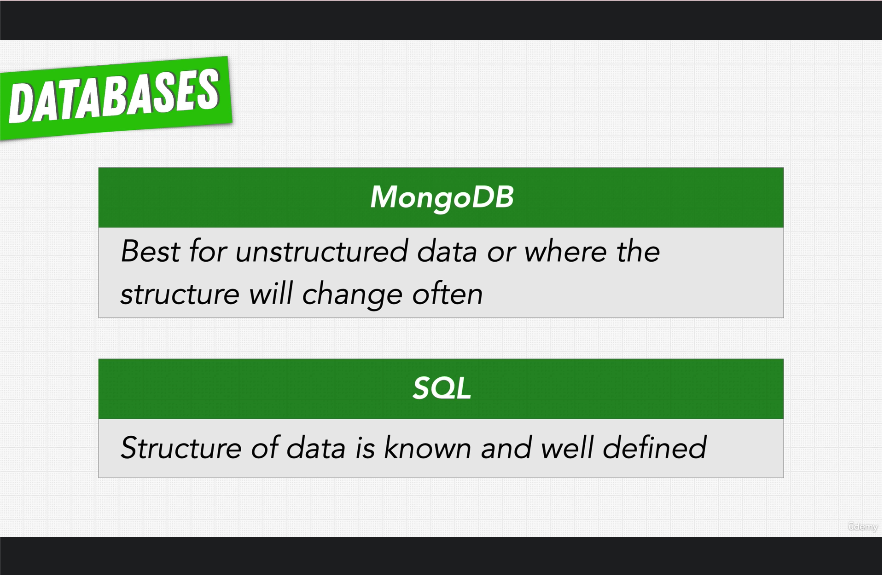 DATABASES
MongoDB
Best for unstructured data or where the
structure will change often
SQL
Structure of data is known and well defined